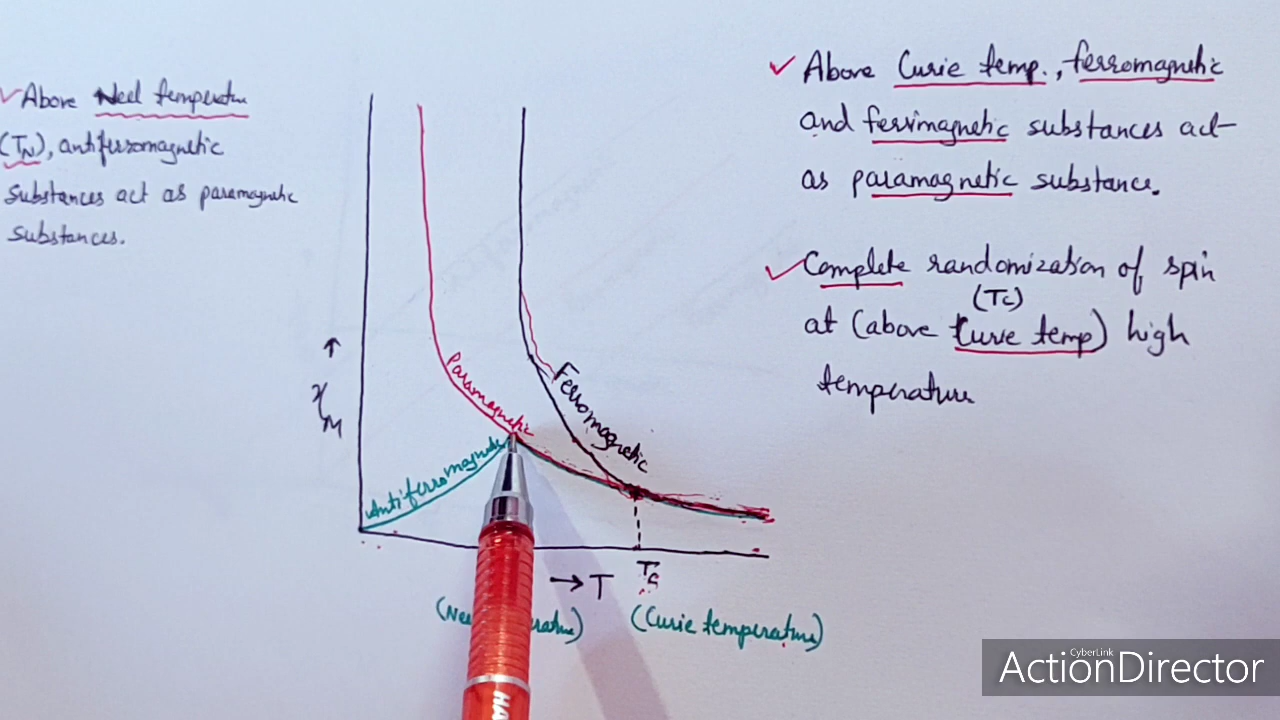 ✓ Above Neel temperature
(TN), antiferromagnetic
substances act as paramagnetic
substances.
✓ Above Curie temp., ferromagnetic
and ferrimagnetic substances act
as paramagnetic substance.
✓ Complete randomization of spin
(Tc)
at (above Curie temp) high
temperature
↑
χM
Paramagnetic
Ferromagnetic
Antiferromagnetic
→ T
Tc
(Curie temperature)
CyberLink
ActionDirector
HA